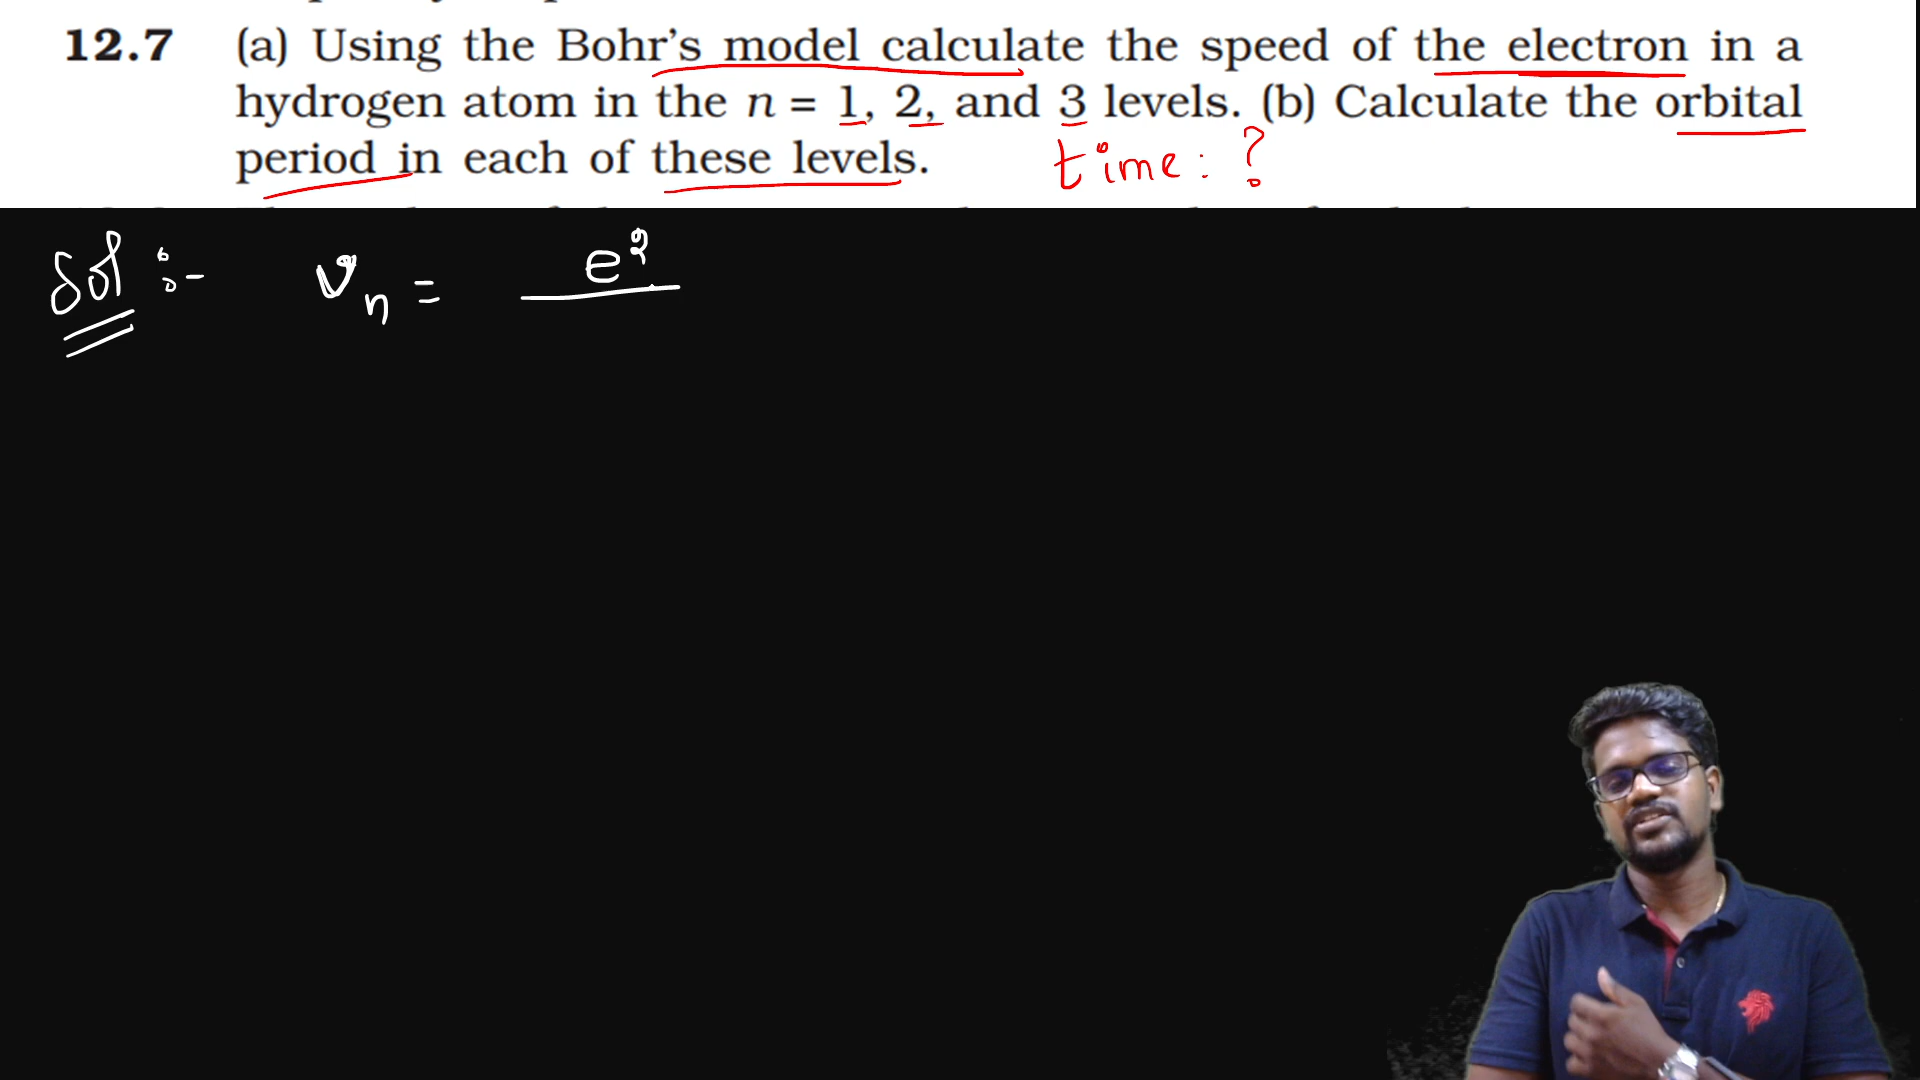 12.7 (a) Using the Bohr's model calculate the speed of the electron in a
hydrogen atom in the n = 1, 2, and 3 levels. (b) Calculate the orbital
period in each of these levels. time: ?
Sol :- vₙ = e²